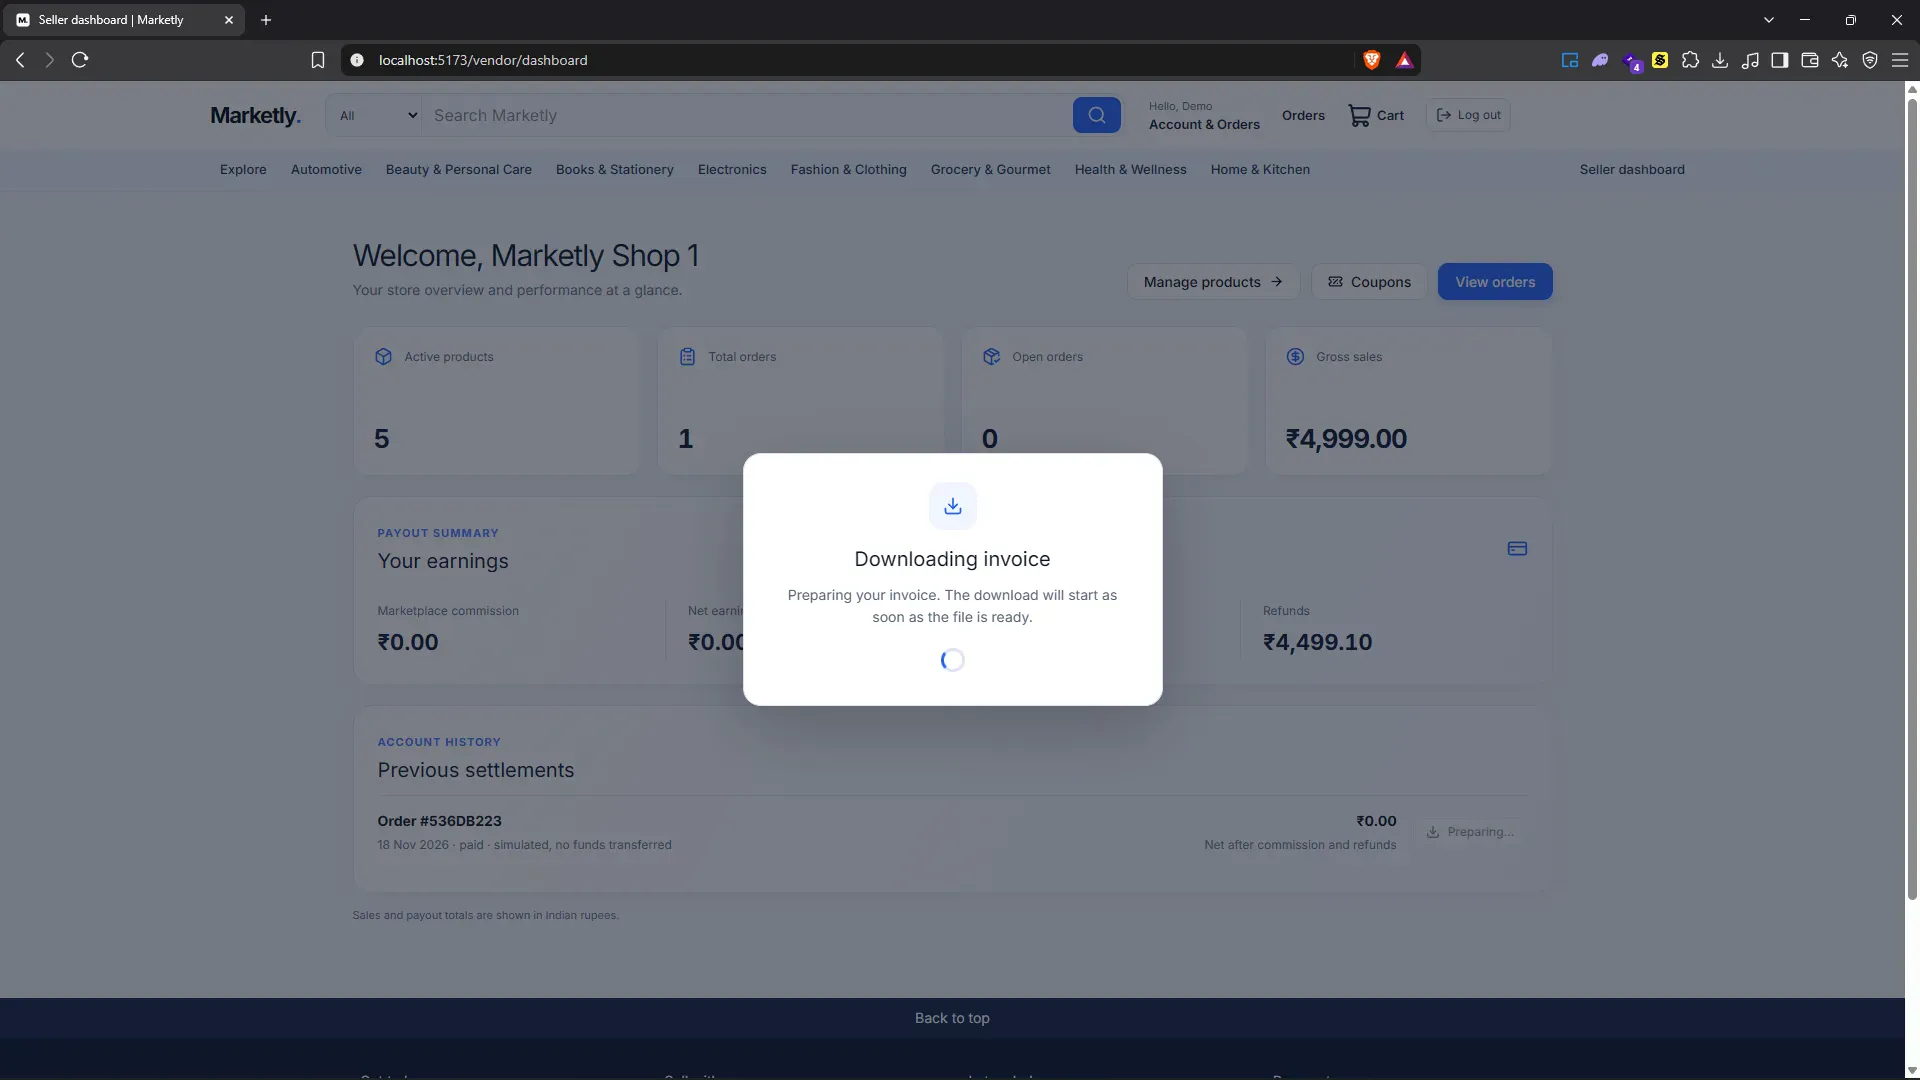 Seller dashboard | Marketly
localhost:5173/vendor/dashboard
4
Marketly.
All
Search Marketly
Hello, Demo
Account & Orders
Orders
Cart
Log out
Explore
Automotive
Beauty & Personal Care
Books & Stationery
Electronics
Fashion & Clothing
Grocery & Gourmet
Health & Wellness
Home & Kitchen
Seller dashboard
Welcome, Marketly Shop 1
Your store overview and performance at a glance.
Manage products →
Coupons
View orders
Active products
5
Total orders
1
Open orders
0
Gross sales
₹4,999.00
PAYOUT SUMMARY
Your earnings
Marketplace commission
₹0.00
Net
₹0.00
Refunds
₹4,499.10
Downloading invoice
Preparing your invoice. The download will start as
soon as the file is ready.
ACCOUNT HISTORY
Previous settlements
Order #536DB223
18 Nov 2026 · paid · simulated, no funds transferred
₹0.00
Net after commission and refunds
Preparing...
Sales and payout totals are shown in Indian rupees.
Back to top